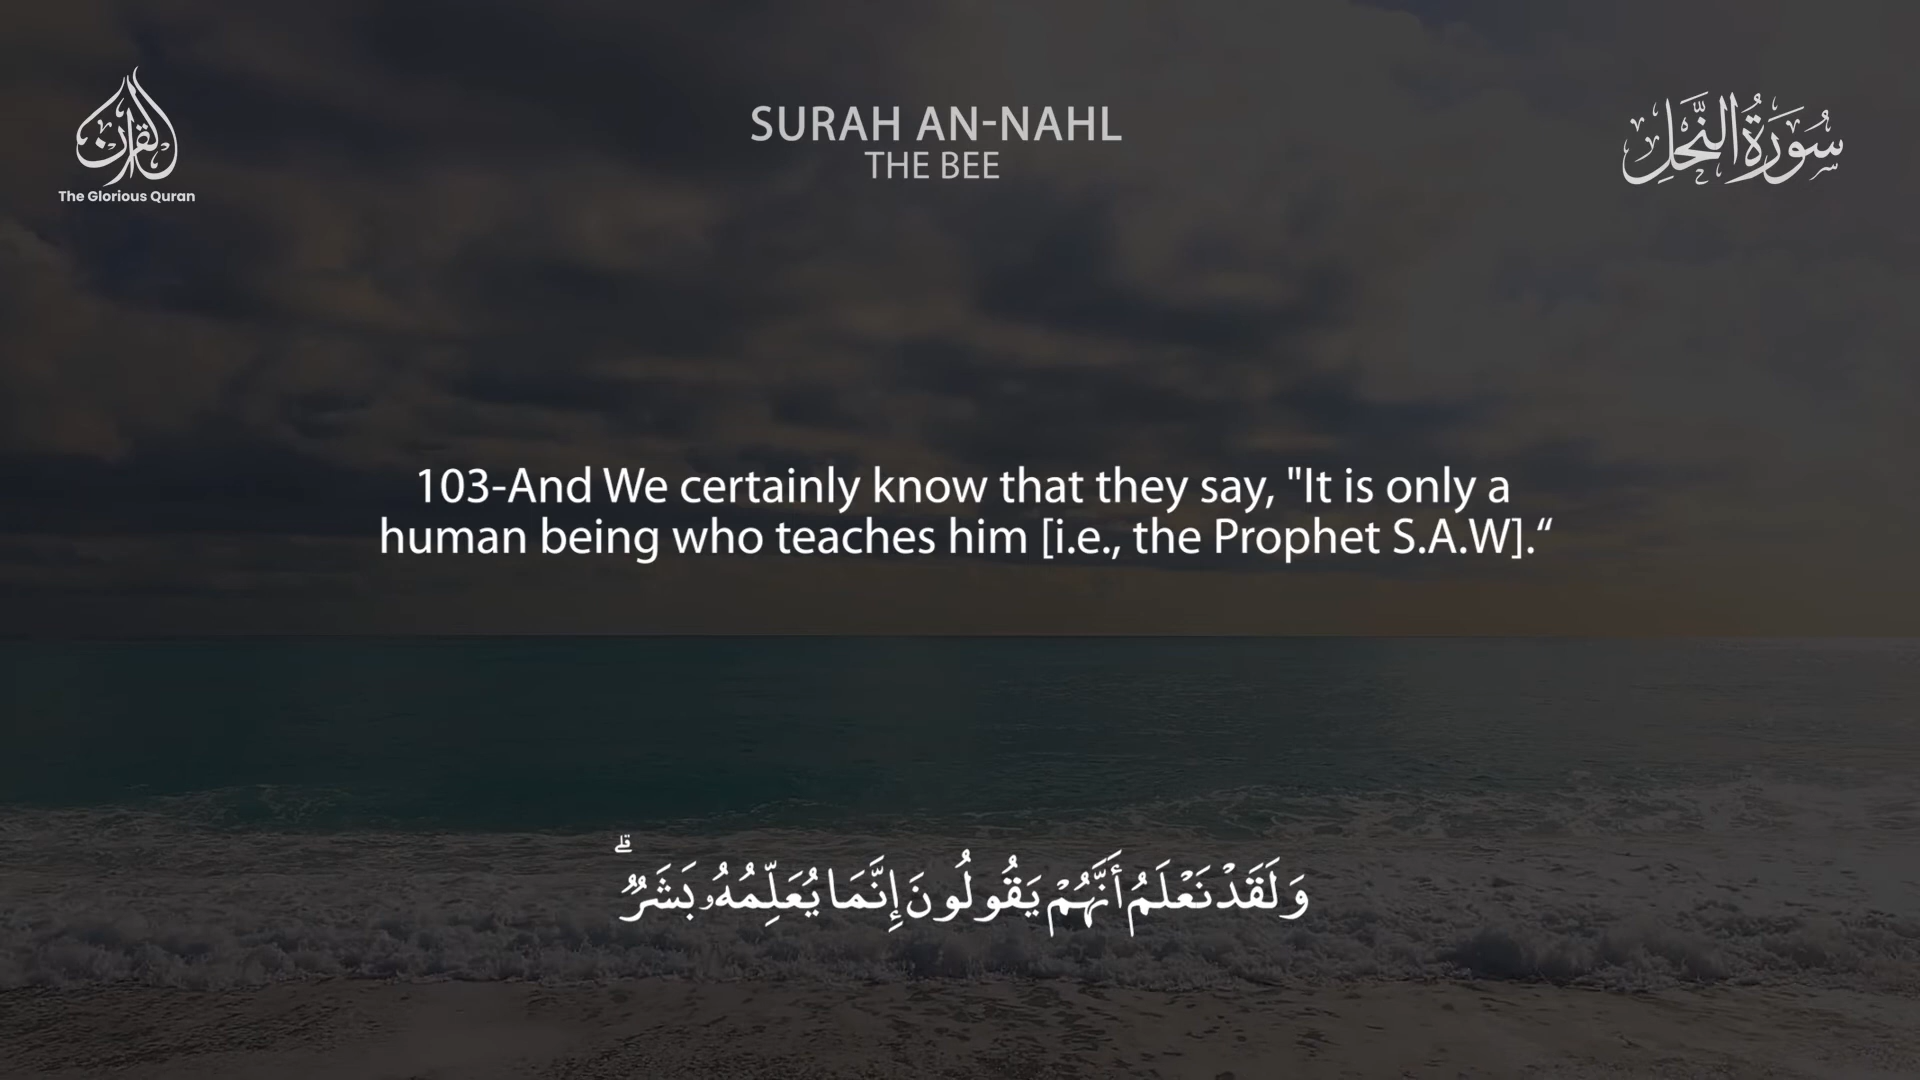 القرآن
The Glorious Quran
SURAH AN-NAHL
THE BEE
سُورَةُ النَّحْلِ
103-And We certainly know that they say, "It is only a
human being who teaches him [i.e., the Prophet S.A.W].“
وَلَقَدْ نَعْلَمُ أَنَّهُمْ يَقُولُونَ إِنَّمَا يُعَلِّمُهُۥ بَشَرٌۭ ۗ